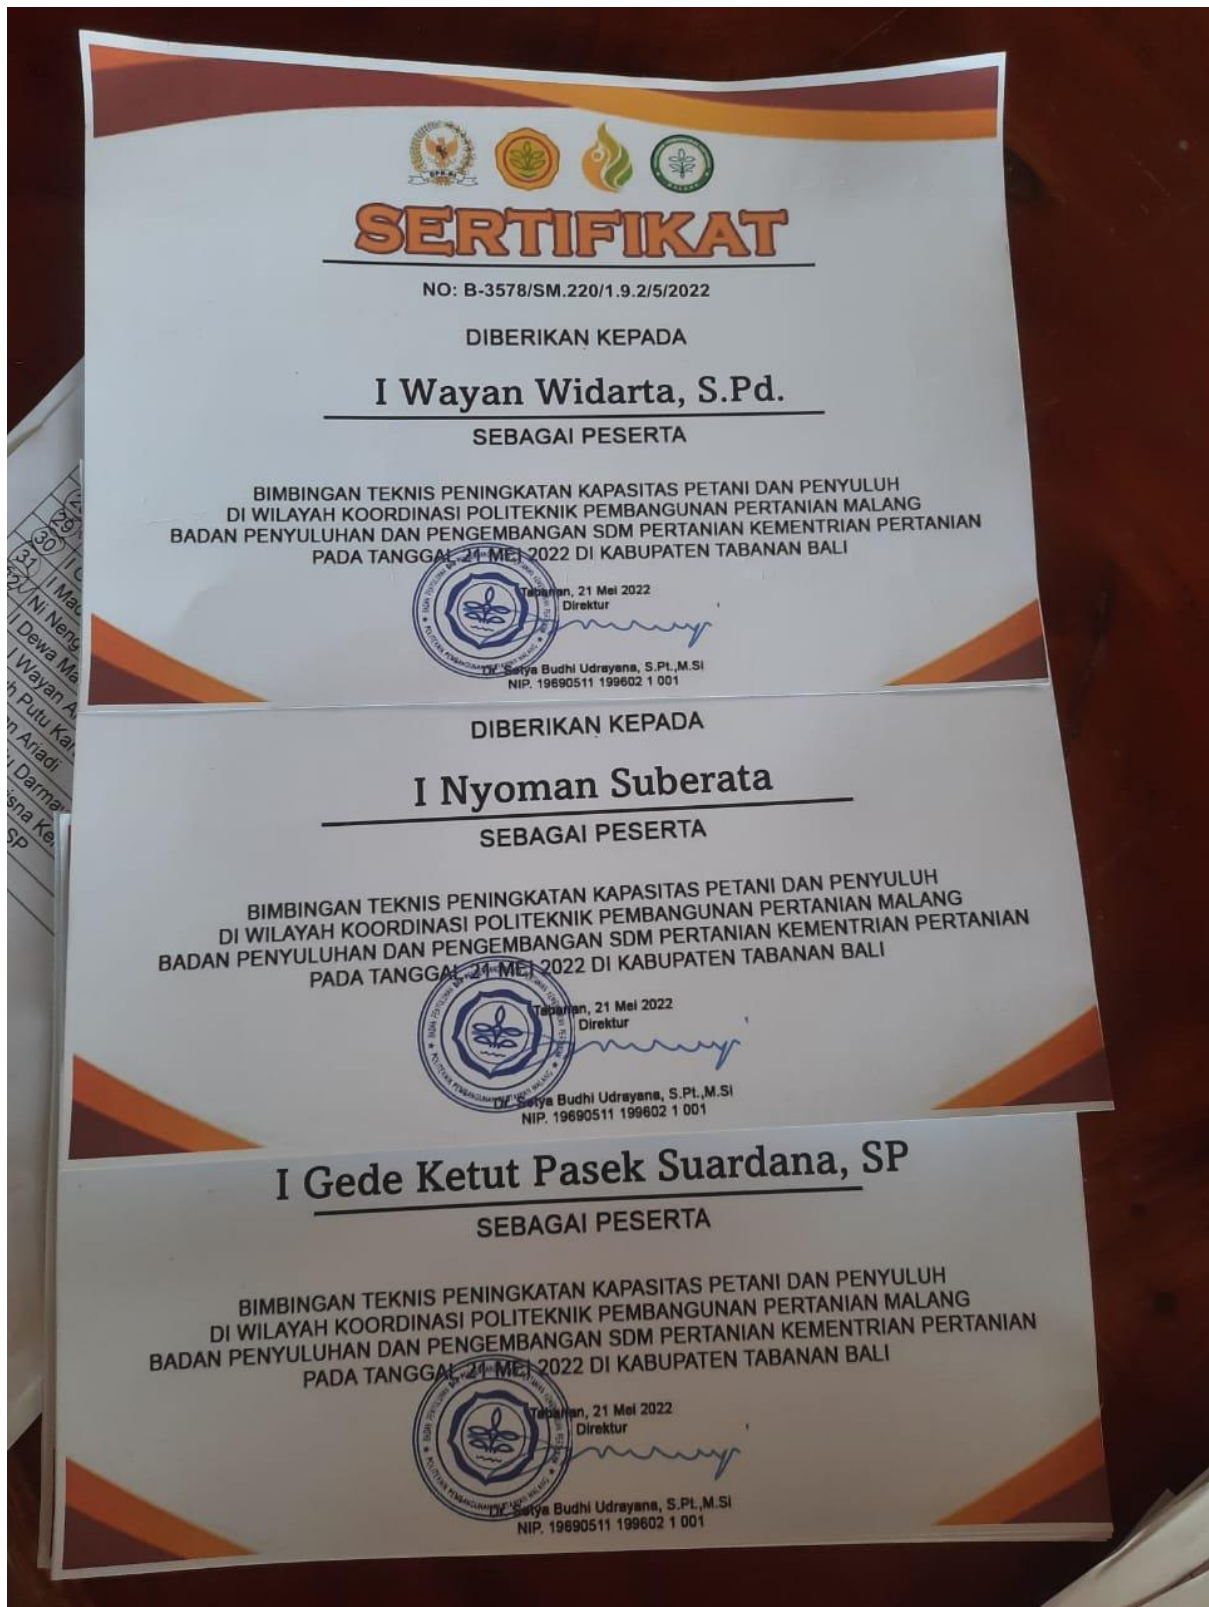 DPR-RI
SERTIFIKAT
NO: B-3578/SM.220/1.9.2/5/2022
DIBERIKAN KEPADA
I Wayan Widarta, S.Pd.
SEBAGAI PESERTA
BIMBINGAN TEKNIS PENINGKATAN KAPASITAS PETANI DAN PENYULUH
DI WILAYAH KOORDINASI POLITEKNIK PEMBANGUNAN PERTANIAN MALANG
BADAN PENYULUHAN DAN PENGEMBANGAN SDM PERTANIAN KEMENTRIAN PERTANIAN
PADA TANGGAL 21 MEI 2022 DI KABUPATEN TABANAN BALI
Tabanan, 21 Mei 2022
Direktur
Dr. Setya Budhi Udrayana, S.Pt.,M.Si
NIP. 19690511 199602 1 001
DIBERIKAN KEPADA
I Nyoman Suberata
SEBAGAI PESERTA
BIMBINGAN TEKNIS PENINGKATAN KAPASITAS PETANI DAN PENYULUH
DI WILAYAH KOORDINASI POLITEKNIK PEMBANGUNAN PERTANIAN MALANG
BADAN PENYULUHAN DAN PENGEMBANGAN SDM PERTANIAN KEMENTRIAN PERTANIAN
PADA TANGGAL 21 MEI 2022 DI KABUPATEN TABANAN BALI
Tabanan, 21 Mei 2022
Direktur
Dr. Setya Budhi Udrayana, S.Pt.,M.Si
NIP. 19690511 199602 1 001
I Gede Ketut Pasek Suardana, SP
SEBAGAI PESERTA
BIMBINGAN TEKNIS PENINGKATAN KAPASITAS PETANI DAN PENYULUH
DI WILAYAH KOORDINASI POLITEKNIK PEMBANGUNAN PERTANIAN MALANG
BADAN PENYULUHAN DAN PENGEMBANGAN SDM PERTANIAN KEMENTRIAN PERTANIAN
PADA TANGGAL 21 MEI 2022 DI KABUPATEN TABANAN BALI
Tabanan, 21 Mei 2022
Direktur
Dr. Setya Budhi Udrayana, S.Pt.,M.Si
NIP. 19690511 199602 1 001
30
31 I Mad
Ni Neng
I Dewa Ma
I Wayan A
Putu Kar
Ariadi
Darma
SP